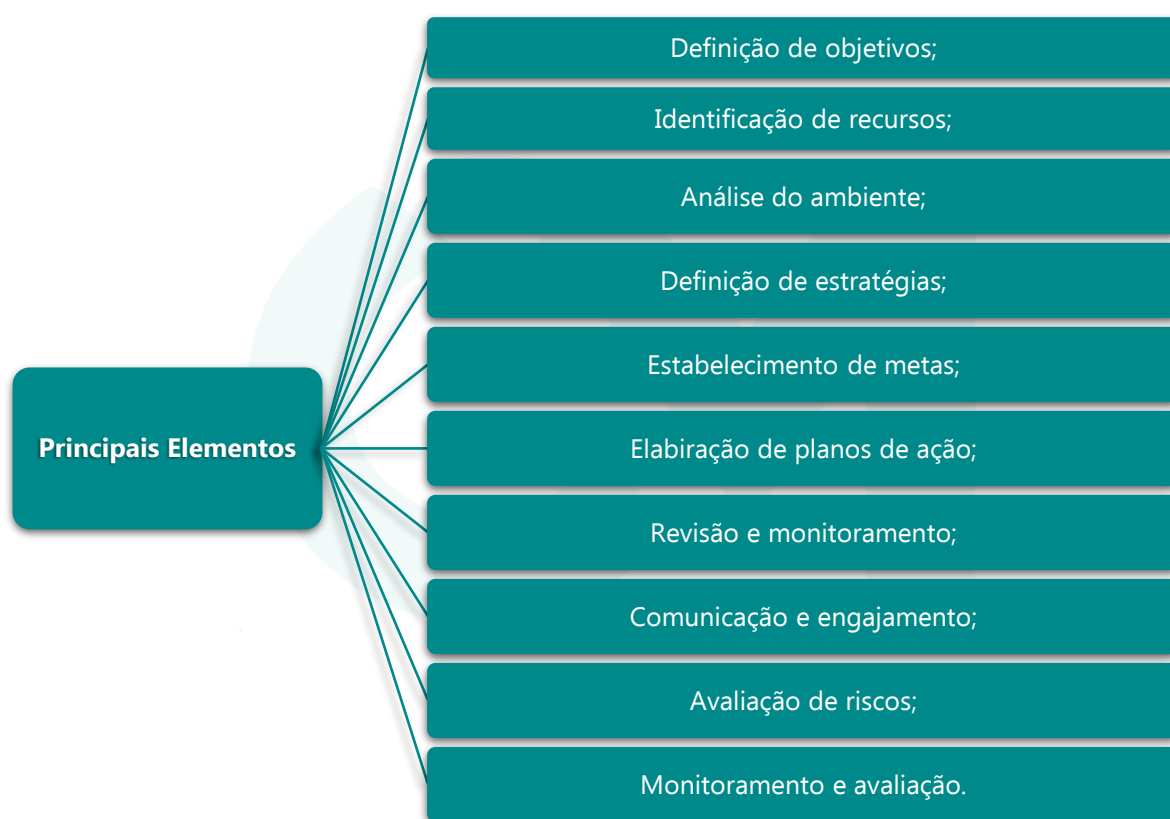 Definição de objetivos;
Identificação de recursos;
Análise do ambiente;
Definição de estratégias;
Estabelecimento de metas;
Principais Elementos
Elabiração de planos de ação;
Revisão e monitoramento;
Comunicação e engajamento;
Avaliação de riscos;
Monitoramento e avaliação.